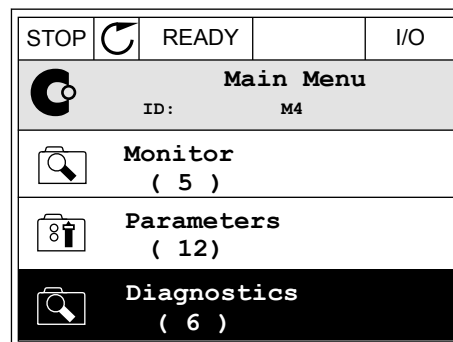 STOP READY I/O
Main Menu
ID: M4
Monitor
( 5 )
Parameters
( 12)
Diagnostics
( 6 )